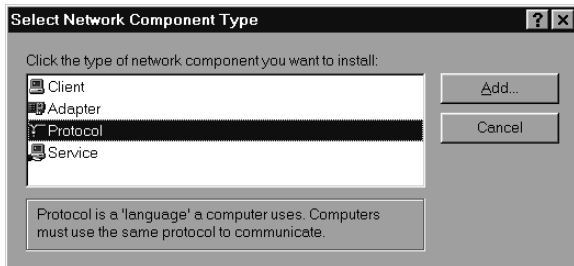 Select Network Component Type
Click the type of network component you want to install:
Client
Adapter
Protocol
Service
Add...
Cancel
Protocol is a 'language' a computer uses. Computers
must use the same protocol to communicate.